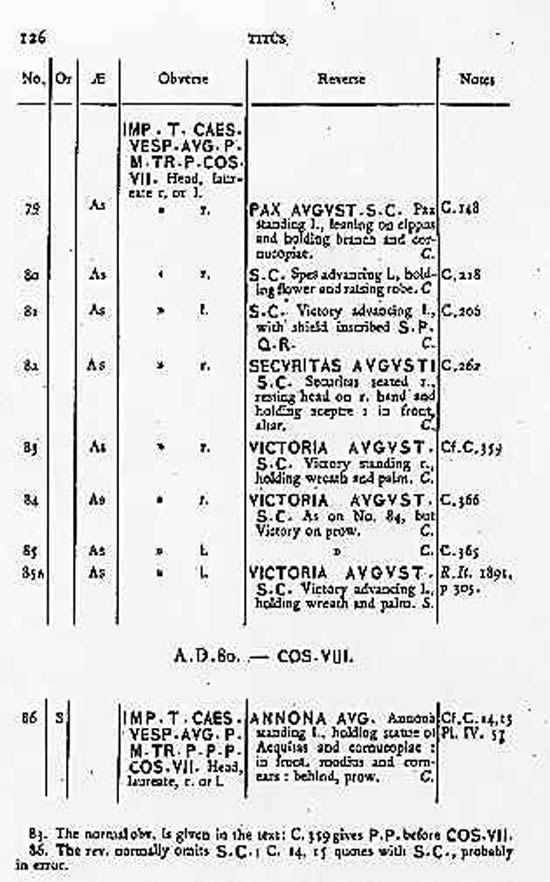 126 TITUS
No. Or Æ Obverse Reverse Notes
IMP. T. CAES.
VESP. AVG. P.
M. TR. P. COS.
VII. Head, laur-
eate r. or l.
79 As » r. PAX AVGVST. S.C. Pax C. 148
standing l., leaning on cippus
and holding branch and cor-
nucopiae. C.
80 As r. S.C. Spes advancing l., hold- C. 218
ing flower and raising robe. C
81 As » l. S.C. Victory advancing l., C. 206
with shield inscribed S. P.
Q. R. C.
82 As » r. SECVRITAS AVGVSTI C. 262
S.C. Securitas seated r.,
resting head on r. hand and
holding sceptre : in front,
altar. C.
83 As » r. VICTORIA AVGVST. Cf. C. 359
S.C. Victory standing r.,
holding wreath and palm. C.
84 As » r. VICTORIA AVGVST. C. 366
S.C. As on No. 84, but
Victory on prow. C.
85 As » l. » C. C. 365
85A As » l. VICTORIA AVGVST. R. It. 1891,
S.C. Victory advancing l., p 305.
holding wreath and palm. S.
A.D. 80. — COS. VIII.
86 S IMP. T. CAES. ANNONA AVG. Annona Cf. C. 14, 15
VESP. AVG. P. standing l., holding statue of Pl. IV. 57
M. TR. P. P. P. Aequitas and cornucopiae :
COS. VII. Head, in front, modius and corn-
laureate, r. or l. ears : behind, prow. C.
83. The normal obv. is given in the text: C. 359 gives P.P. before COS. VII.
86. The rev. normally omits S.C. ; C. 14, 15 quotes with S.C., probably
in error.